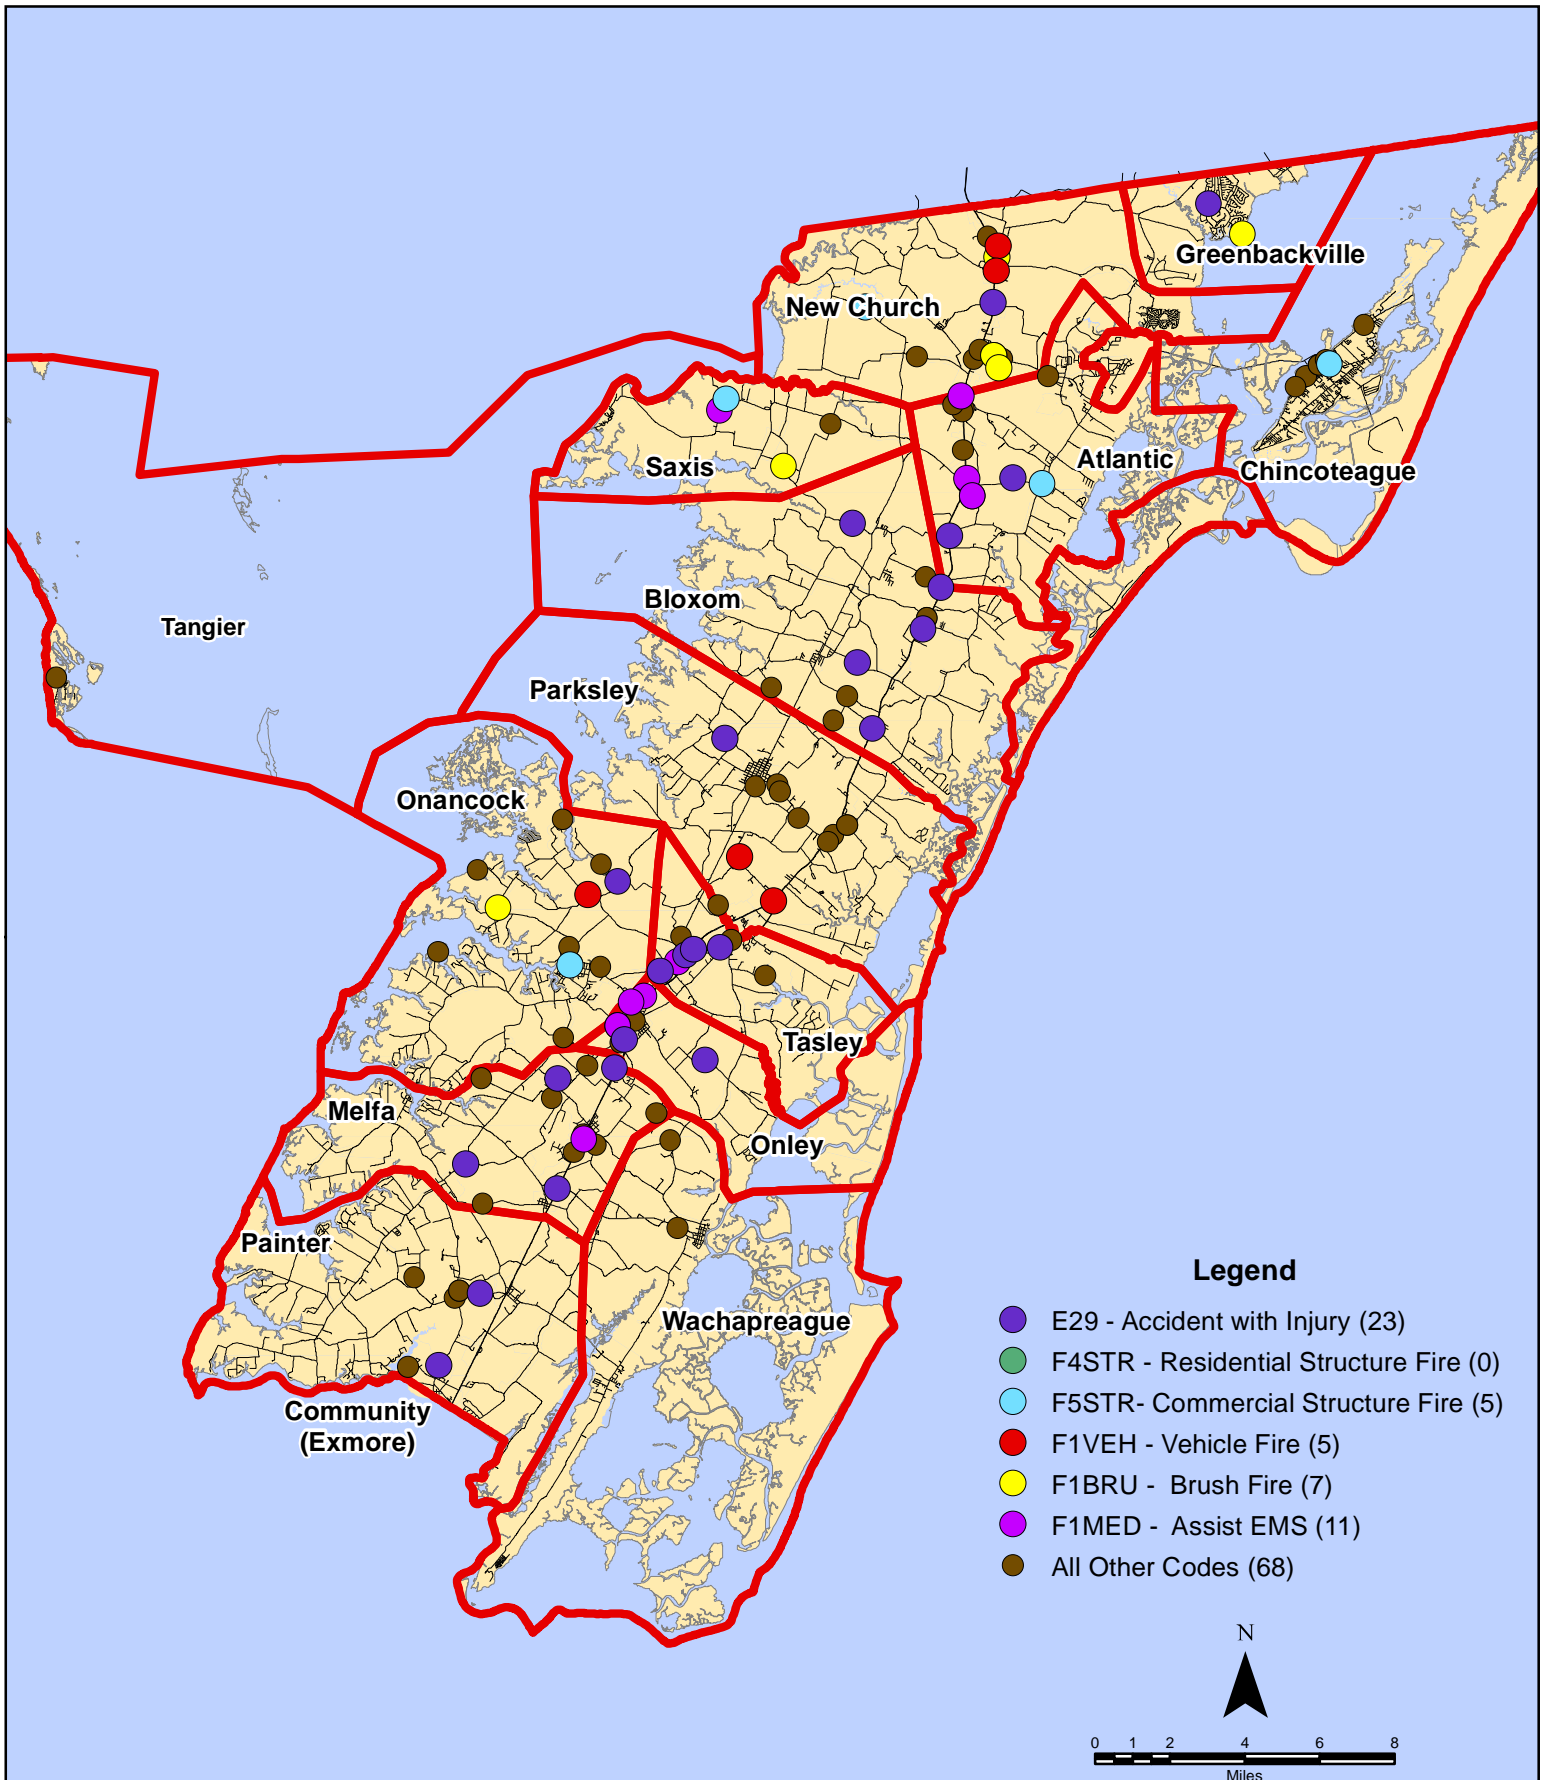 Greenbackville
New Church
Saxis
Atlantic
Chincoteague
Bloxom
Tangier
Parksley
Onancock
Tasley
Melfa
Onley
Painter
Wachapreague
Community
(Exmore)
Legend
E29 - Accident with Injury (23)
F4STR - Residential Structure Fire (0)
F5STR- Commercial Structure Fire (5)
F1VEH - Vehicle Fire (5)
F1BRU -  Brush Fire (7)
F1MED -  Assist EMS (11)
All Other Codes (68)
N
0 1 2 4 6 8
Miles